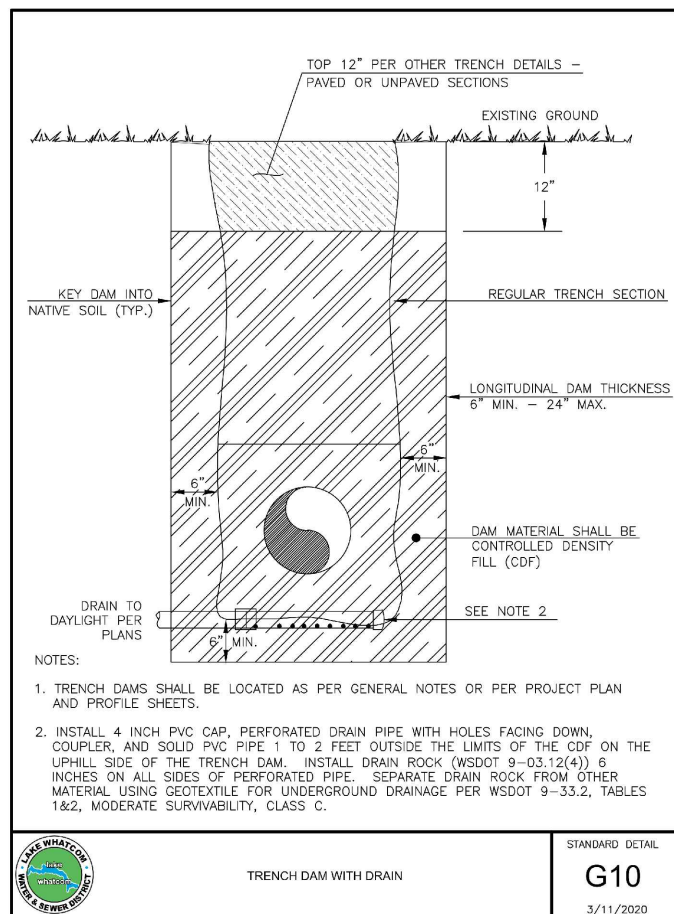 TOP 12" PER OTHER TRENCH DETAILS –
PAVED OR UNPAVED SECTIONS
EXISTING GROUND
12"
KEY DAM INTO
NATIVE SOIL (TYP.)
REGULAR TRENCH SECTION
LONGITUDINAL DAM THICKNESS
6" MIN. – 24" MAX.
6"
MIN.
6"
MIN.
DAM MATERIAL SHALL BE
CONTROLLED DENSITY
FILL (CDF)
DRAIN TO
DAYLIGHT PER
PLANS
SEE NOTE 2
6" MIN.
NOTES:
1. TRENCH DAMS SHALL BE LOCATED AS PER GENERAL NOTES OR PER PROJECT PLAN
AND PROFILE SHEETS.
2. INSTALL 4 INCH PVC CAP, PERFORATED DRAIN PIPE WITH HOLES FACING DOWN,
COUPLER, AND SOLID PVC PIPE 1 TO 2 FEET OUTSIDE THE LIMITS OF THE CDF ON THE
UPHILL SIDE OF THE TRENCH DAM. INSTALL DRAIN ROCK (WSDOT 9-03.12(4)) 6
INCHES ON ALL SIDES OF PERFORATED PIPE. SEPARATE DRAIN ROCK FROM OTHER
MATERIAL USING GEOTEXTILE FOR UNDERGROUND DRAINAGE PER WSDOT 9-33.2, TABLES
1&2, MODERATE SURVIVABILITY, CLASS C.
LAKE WHATCOM
lake
whatcom
WATER & SEWER DISTRICT
TRENCH DAM WITH DRAIN
STANDARD DETAIL
G10
3/11/2020